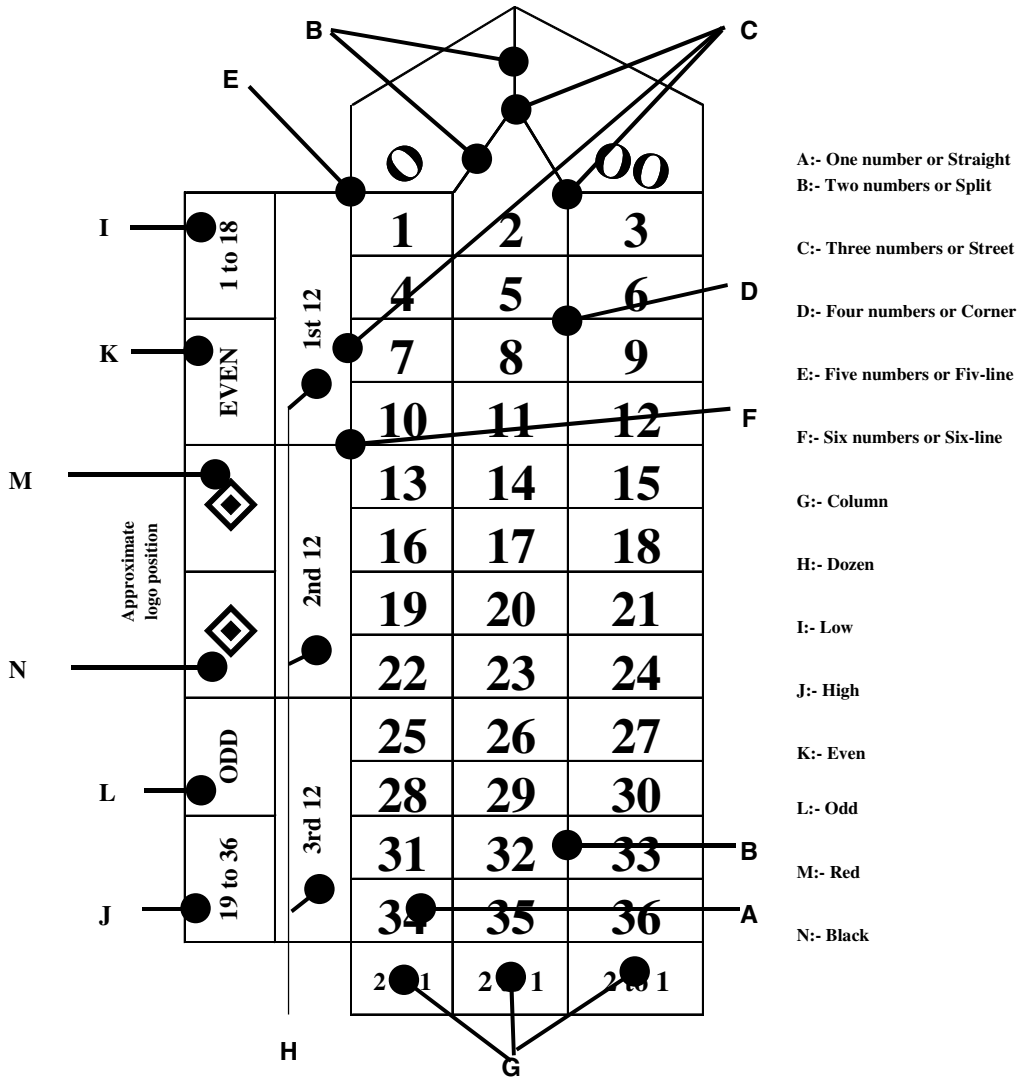 B
C
E
0
00
A:- One number or Straight
B:- Two numbers or Split
I
1 to 18
1
2
3
C:- Three numbers or Street
4
5
6
D
D:- Four numbers or Corner
1st 12
K
EVEN
7
8
9
E:- Five numbers or Fiv-line
10
11
12
F
F:- Six numbers or Six-line
M
13
14
15
G:- Column
Approximate
logo position
2nd 12
16
17
18
H:- Dozen
19
20
21
I:- Low
N
22
23
24
J:- High
ODD
25
26
27
K:- Even
L
28
29
30
L:- Odd
3rd 12
31
32
33
B
M:- Red
J
19 to 36
34
35
36
A
N:- Black
2 1
2 1
2 to 1
H
G